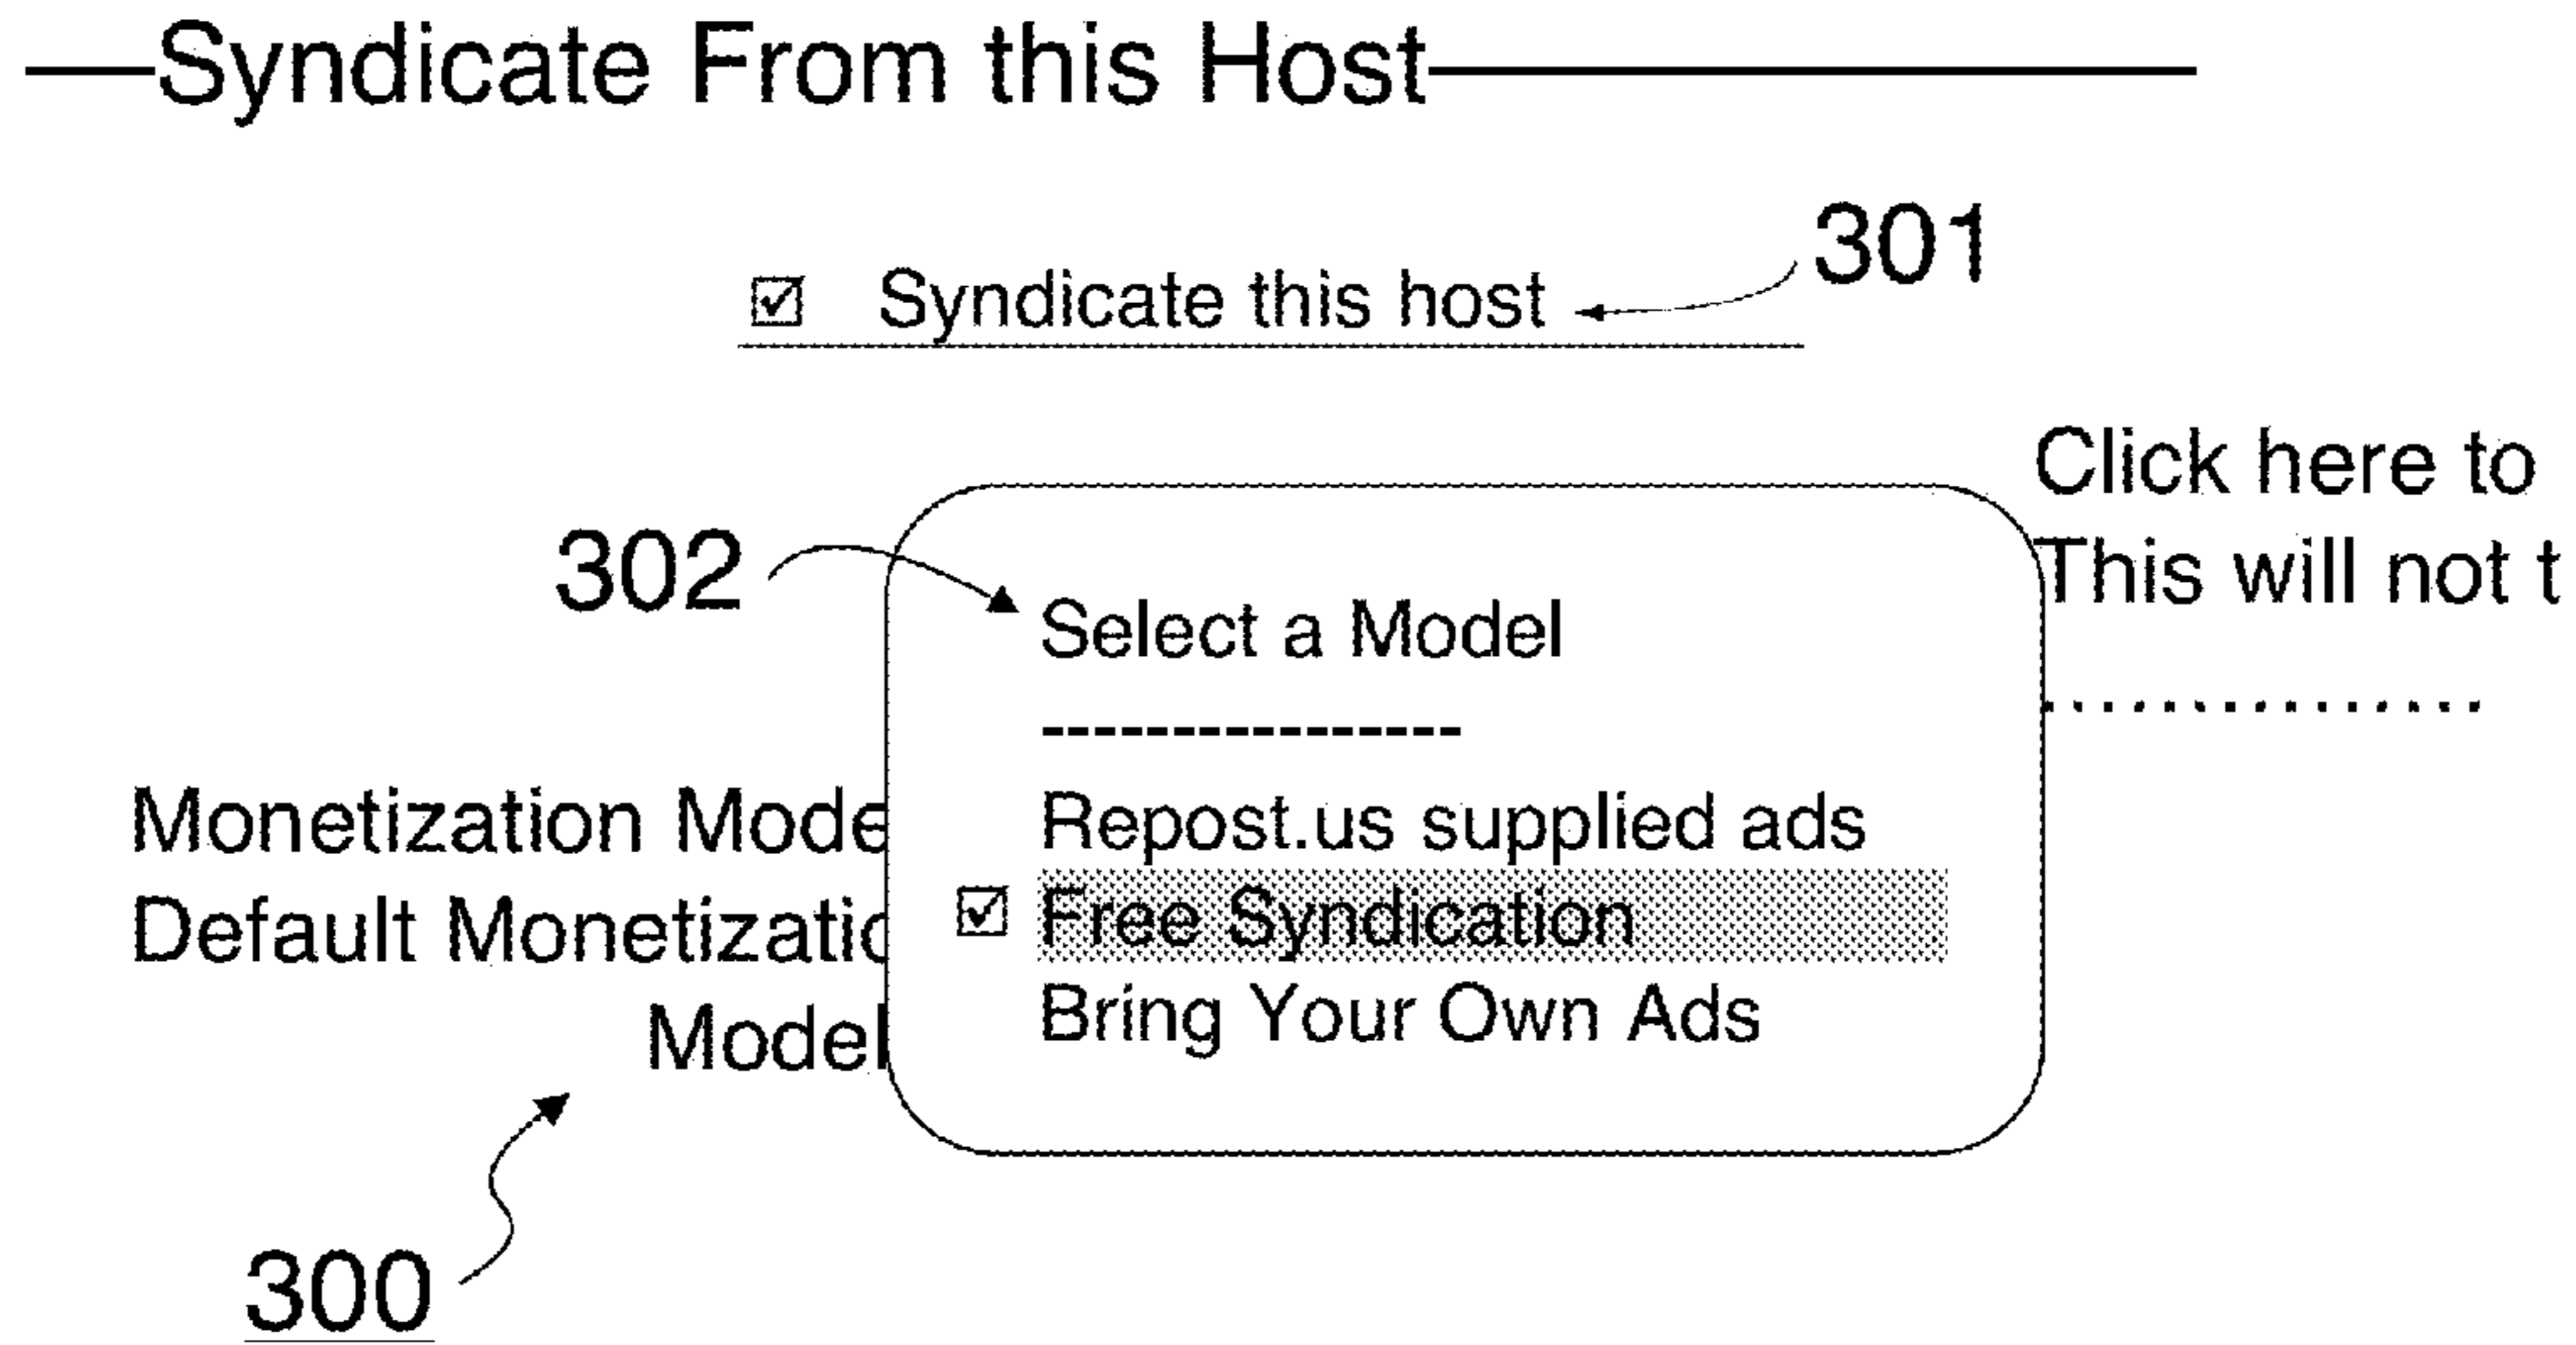 Syndicate From this Host
301
☑ Syndicate this host
Click here to
This will not t
302
Select a Model
----------------
..............
Repost.us supplied ads
☑ Free Syndication
Bring Your Own Ads
Monetization Mode
Default Monetizatic
Model
300